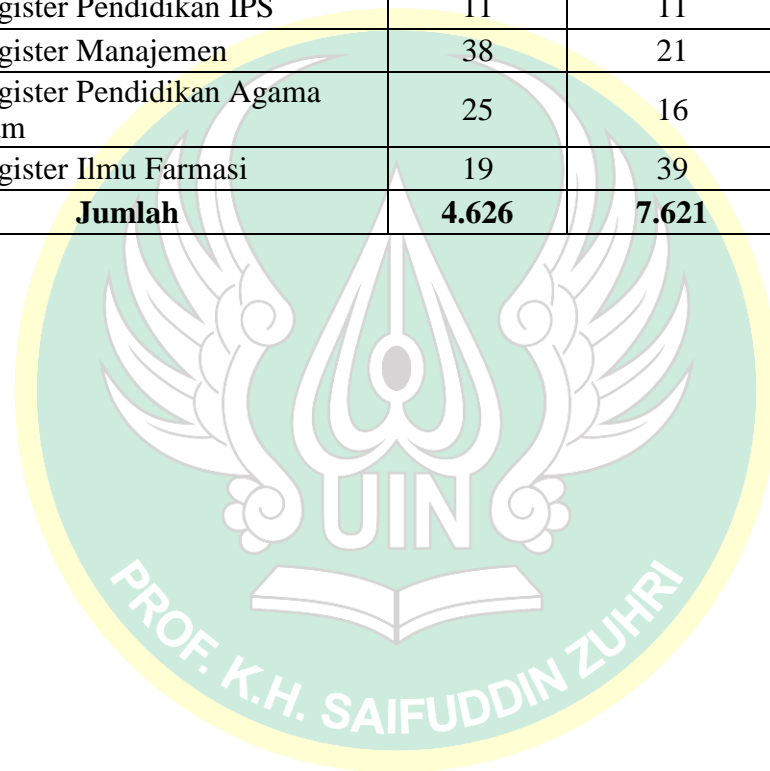 gister Pendidikan IPS 11 11
gister Manajemen 38 21
gister Pendidikan Agama
m 25 16
gister Ilmu Farmasi 19 39
Jumlah 4.626 7.621
UIN
PROF. K.H. SAIFUDDIN ZUHRI